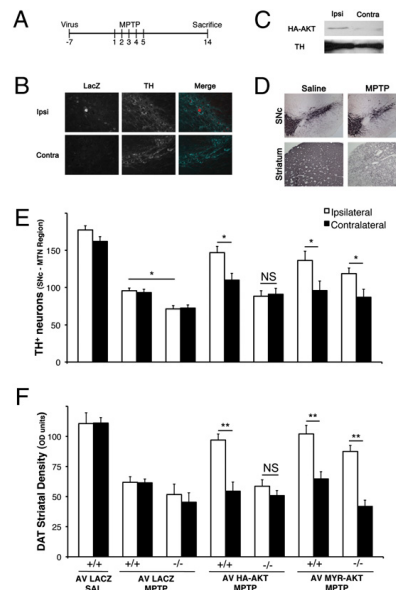 A
Virus MPTP Sacrifice
-7 1 2 3 4 5 14
B
LacZ TH Merge
Ipsi
Contra
C
Ipsi Contra
HA-AKT
TH
D
Saline MPTP
SNc
Striatum
E
Ipsilateral
Contralateral
TH+ neurons (SNc - MTN Region)
150
100
50
0
*
*
NS
*
*
F
DAT Striatal Density (OD units)
100
75
50
25
0
**
NS
**
**
+/+ +/+ -/- +/+ -/- +/+ -/-
AV LACZ SAL
AV LACZ MPTP
AV HA-AKT MPTP
AV MYR-AKT MPTP